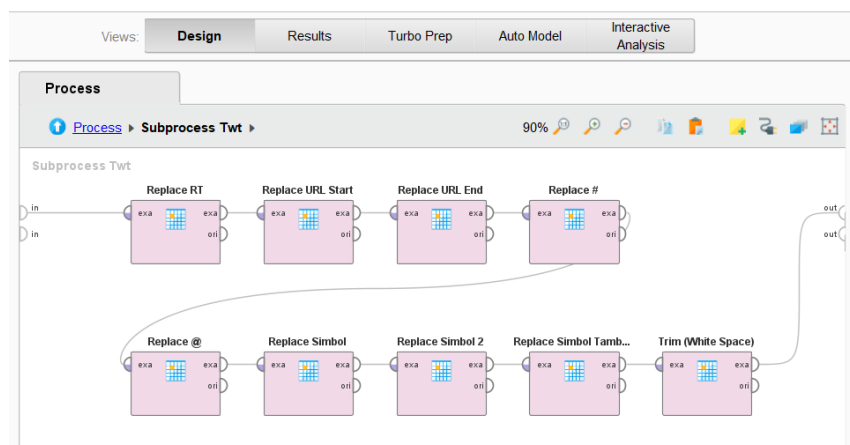 Views: Design Results Turbo Prep Auto Model Interactive Analysis
Process
Process Subprocess Twt
90%
Subprocess Twt
Replace RT Replace URL Start Replace URL End Replace #
in exa exa exa exa exa exa exa exa out
in ori ori ori ori out
Replace @ Replace Simbol Replace Simbol 2 Replace Simbol Tamb... Trim (White Space)
exa exa exa exa exa exa exa exa exa exa
ori ori ori ori ori